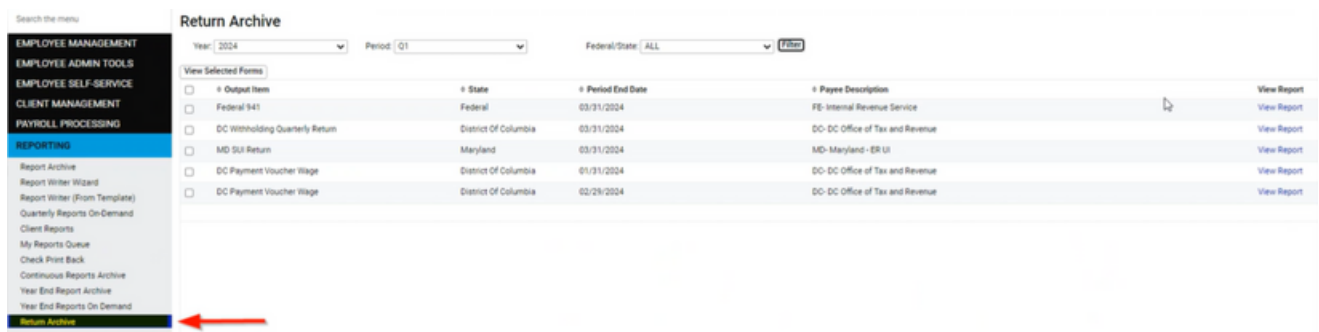 Search the menu
EMPLOYEE MANAGEMENT
EMPLOYEE ADMIN TOOLS
EMPLOYEE SELF-SERVICE
CLIENT MANAGEMENT
PAYROLL PROCESSING
REPORTING
Report Archive
Report Writer Wizard
Report Writer (From Template)
Quarterly Reports On-Demand
Client Reports
My Reports Queue
Check Print Back
Continuous Reports Archive
Year End Report Archive
Year End Reports On Demand
Return Archive
Return Archive
Year: 2024 Period: Q1 Federal/State: ALL Filter
View Selected Forms
Output Item State Period End Date Payee Description View Report
Federal 941 Federal 03/31/2024 FE- Internal Revenue Service View Report
DC Withholding Quarterly Return District Of Columbia 03/31/2024 DC- DC Office of Tax and Revenue View Report
MD SUI Return Maryland 03/31/2024 MD- Maryland - ER UI View Report
DC Payment Voucher Wage District Of Columbia 01/31/2024 DC- DC Office of Tax and Revenue View Report
DC Payment Voucher Wage District Of Columbia 02/29/2024 DC- DC Office of Tax and Revenue View Report